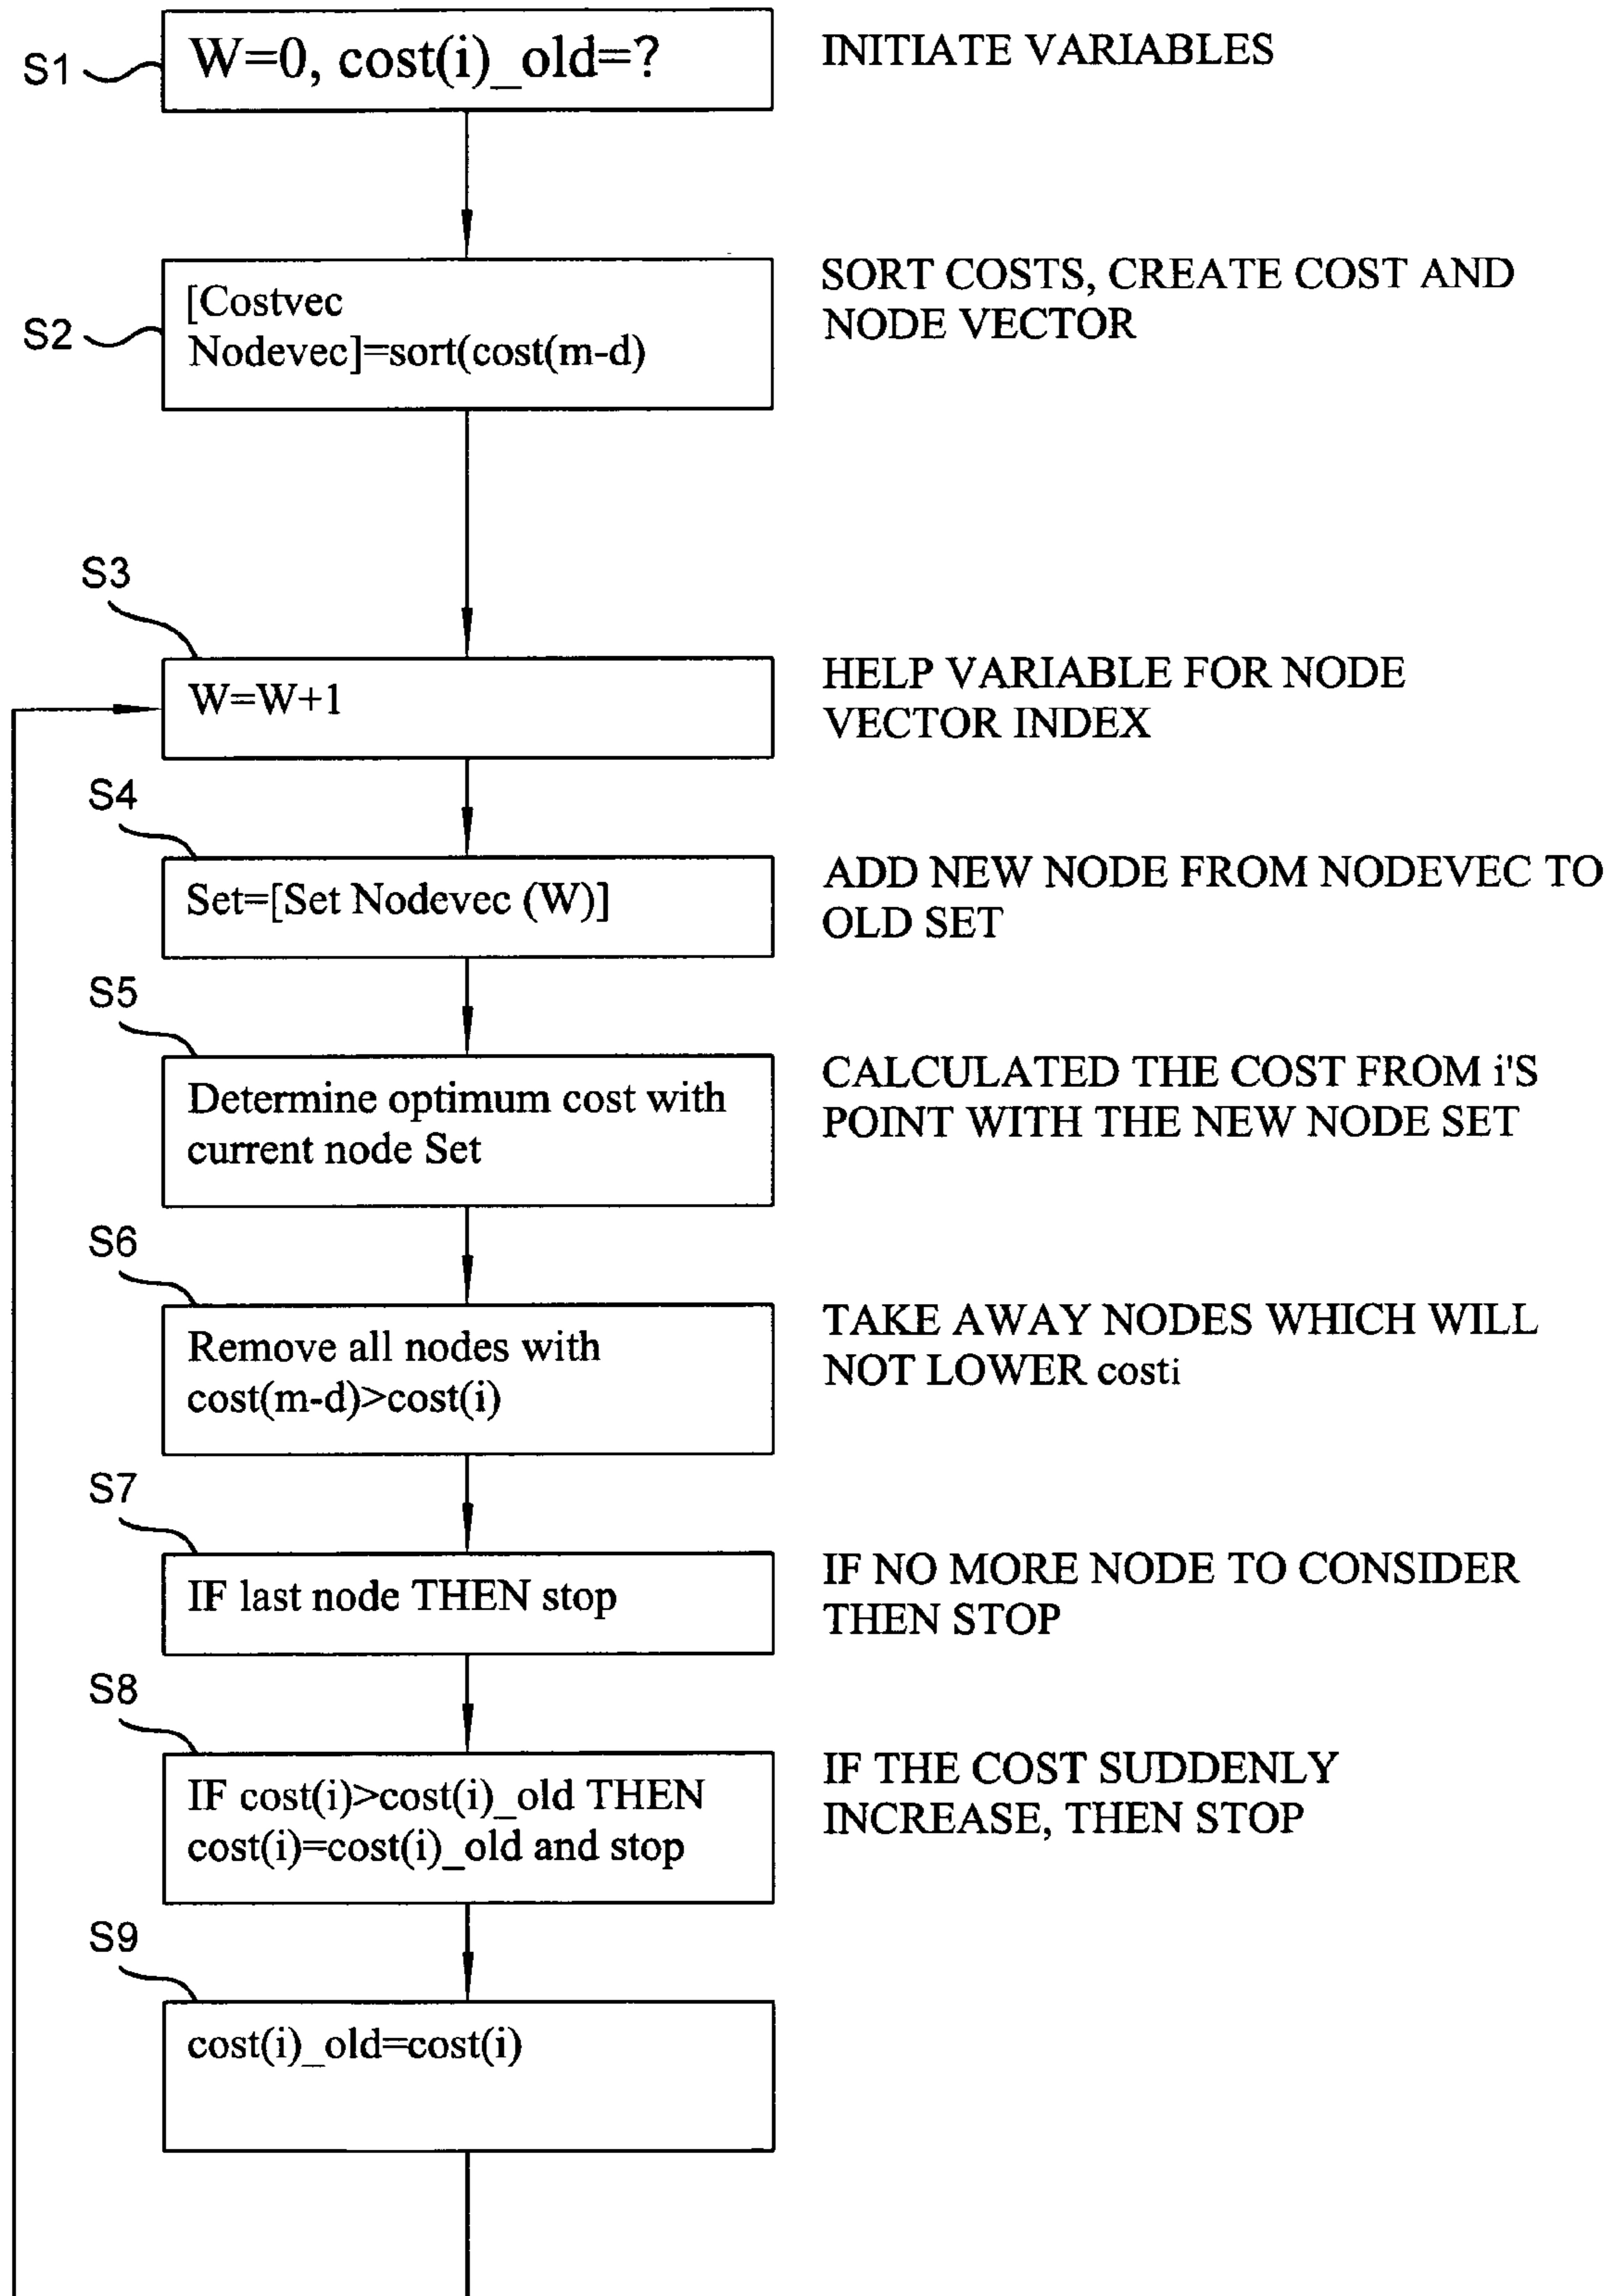 S1
W=0, cost(i)_old=?
INITIATE VARIABLES
S2
[Costvec
Nodevec]=sort(cost(m-d)
SORT COSTS, CREATE COST AND
NODE VECTOR
S3
W=W+1
HELP VARIABLE FOR NODE
VECTOR INDEX
S4
Set=[Set Nodevec (W)]
ADD NEW NODE FROM NODEVEC TO
OLD SET
S5
Determine optimum cost with
current node Set
CALCULATED THE COST FROM i'S
POINT WITH THE NEW NODE SET
S6
Remove all nodes with
cost(m-d)>cost(i)
TAKE AWAY NODES WHICH WILL
NOT LOWER costi
S7
IF last node THEN stop
IF NO MORE NODE TO CONSIDER
THEN STOP
S8
IF cost(i)>cost(i)_old THEN
cost(i)=cost(i)_old and stop
IF THE COST SUDDENLY
INCREASE, THEN STOP
S9
cost(i)_old=cost(i)